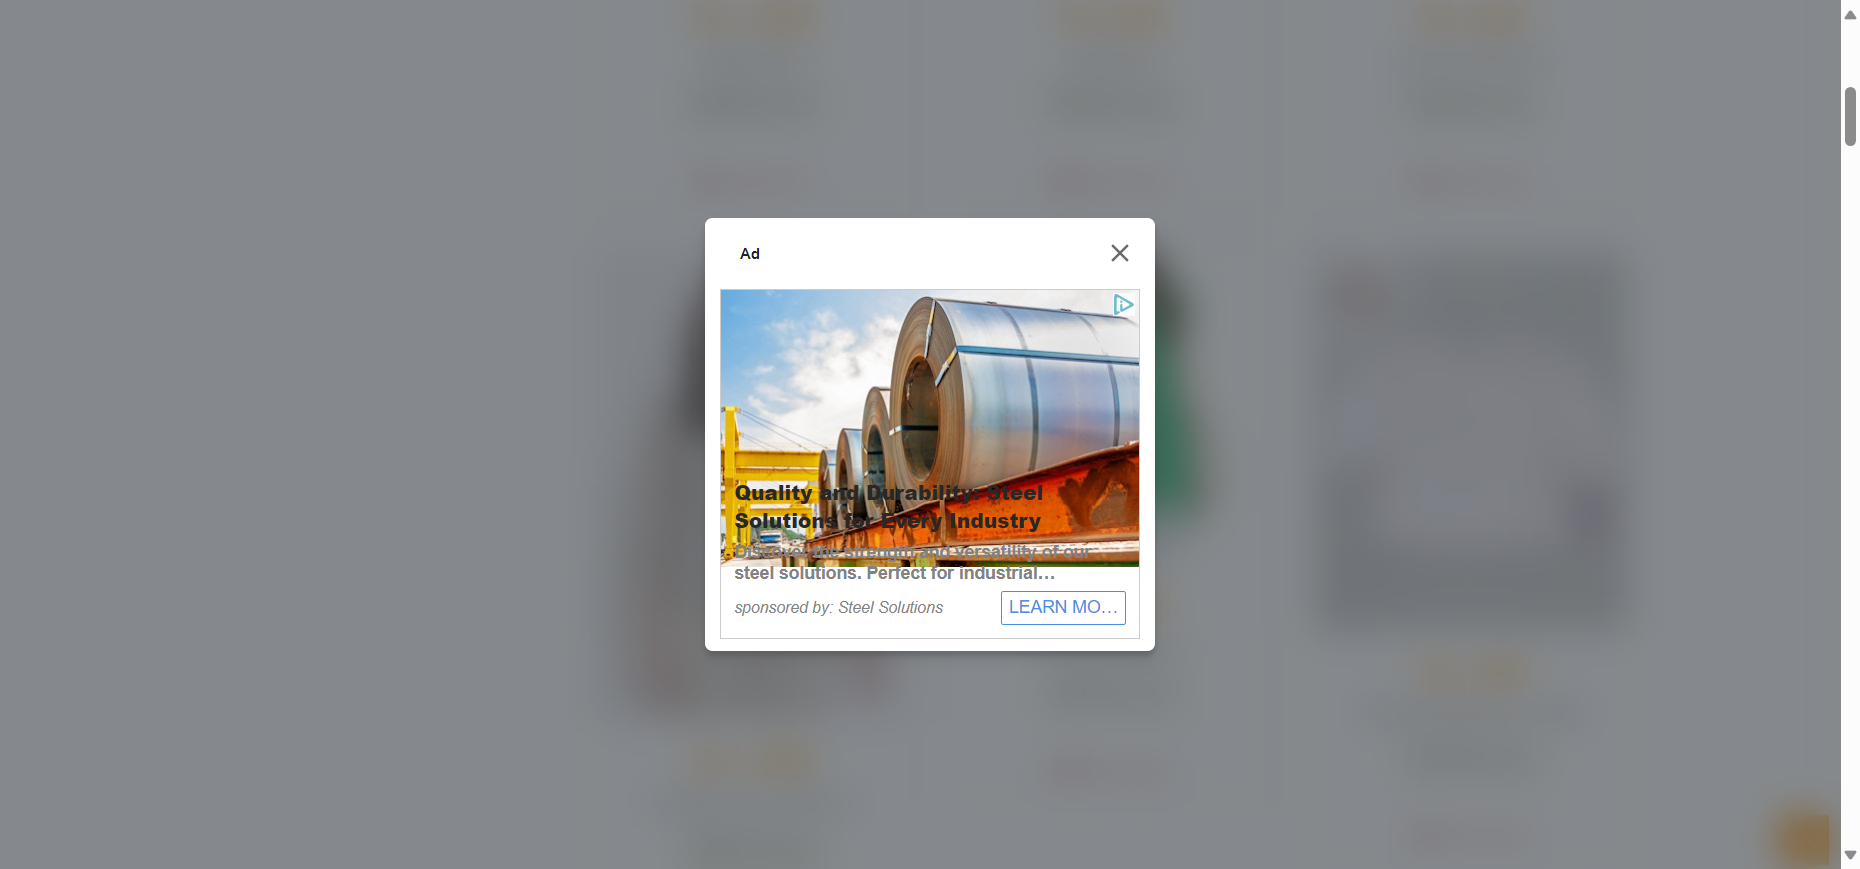 Ad
Quality and Durability: Steel
Solutions for Every Industry
Discover the strength and versatility of our
steel solutions. Perfect for industrial...
sponsored by: Steel Solutions
LEARN MO...